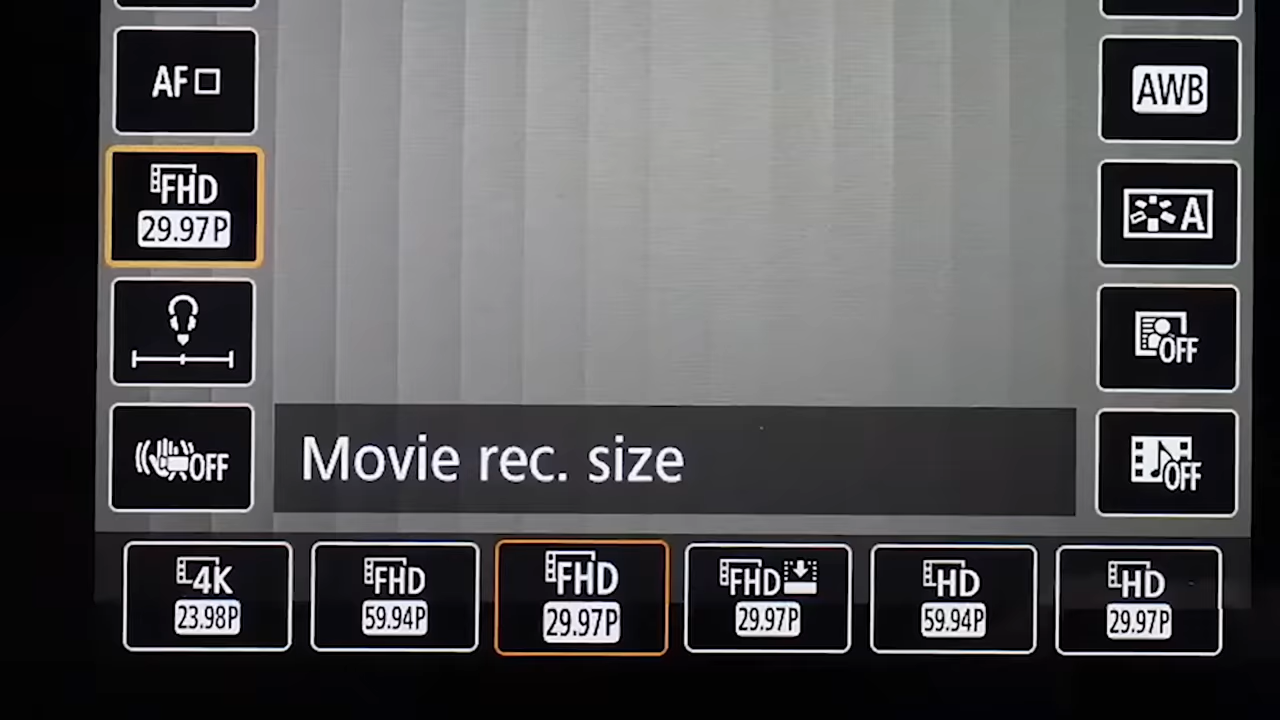 AF
AWB
FHD
29.97P
A
OFF
OFF
Movie rec. size
OFF
4K
23.98P
FHD
59.94P
FHD
29.97P
FHD
29.97P
HD
59.94P
HD
29.97P